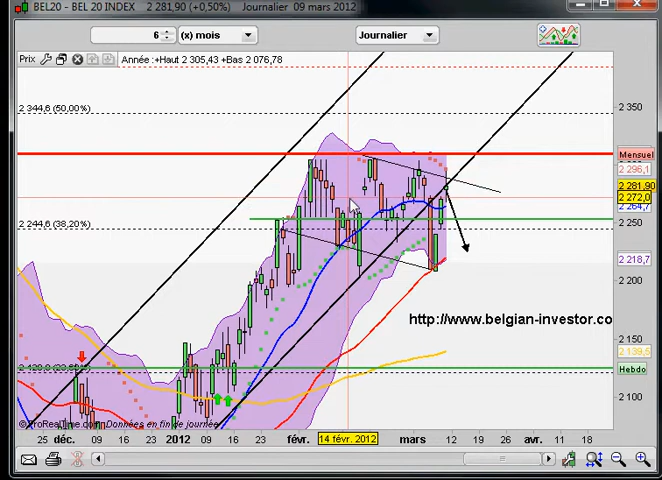 BEL20 - BEL 20 INDEX 2 281,90 (+0,50%) Journalier 09 mars 2012
6 (x) mois Journalier
Prix Année : +Haut 2 305,43 +Bas 2 076,78
2 344,6 (50,00%)
2 350
Mensuel
2 296,1
2 281,90
2 272,0
2 264,7
2 250
2 244,6 (38,20%)
2 218,7
2 200
http://www.belgian-investor.co
2 150
2 139,5
Hebdo
2 100
© ProRealTime.com Données en fin de journée
25 déc. 09 16 23 2012 09 16 23 févr. 14 févr. 2012 mars 12 19 26 avr. 11 18